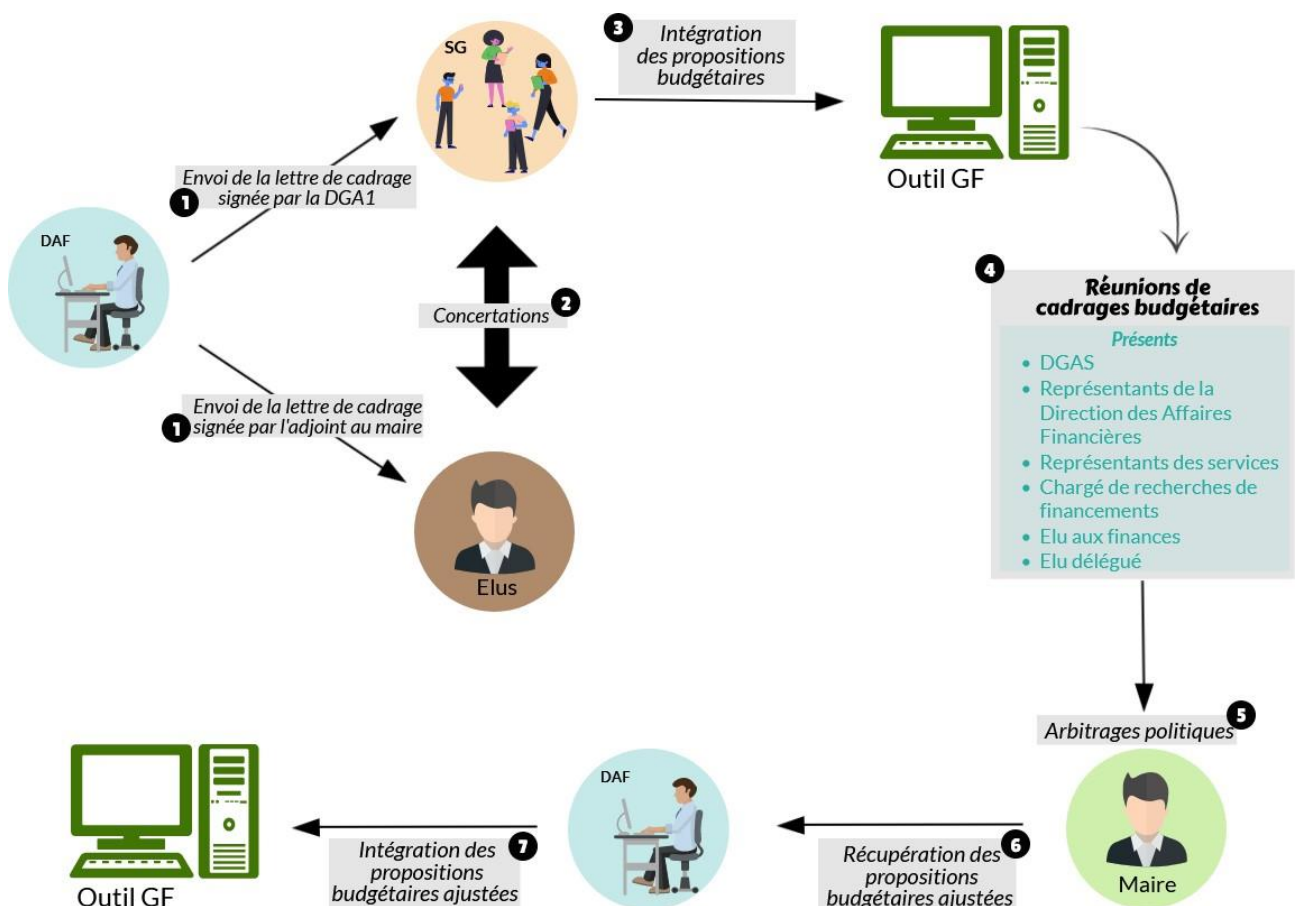 SG
3
Intégration
des propositions
budgétaires
Outil GF
Envoi de la lettre de cadrage
signée par la DGA1
1
DAF
Concertations
2
Envoi de la lettre de cadrage
signée par l'adjoint au maire
1
Elus
4
Réunions de
cadrages budgétaires
Présents
• DGAS
• Représentants de la
Direction des Affaires
Financières
• Représentants des services
• Chargé de recherches de
financements
• Elu aux finances
• Elu délégué
5
Arbitrages politiques
Maire
6
Récupération des
propositions
budgétaires ajustées
DAF
7
Intégration des
propositions
budgétaires ajustées
Outil GF